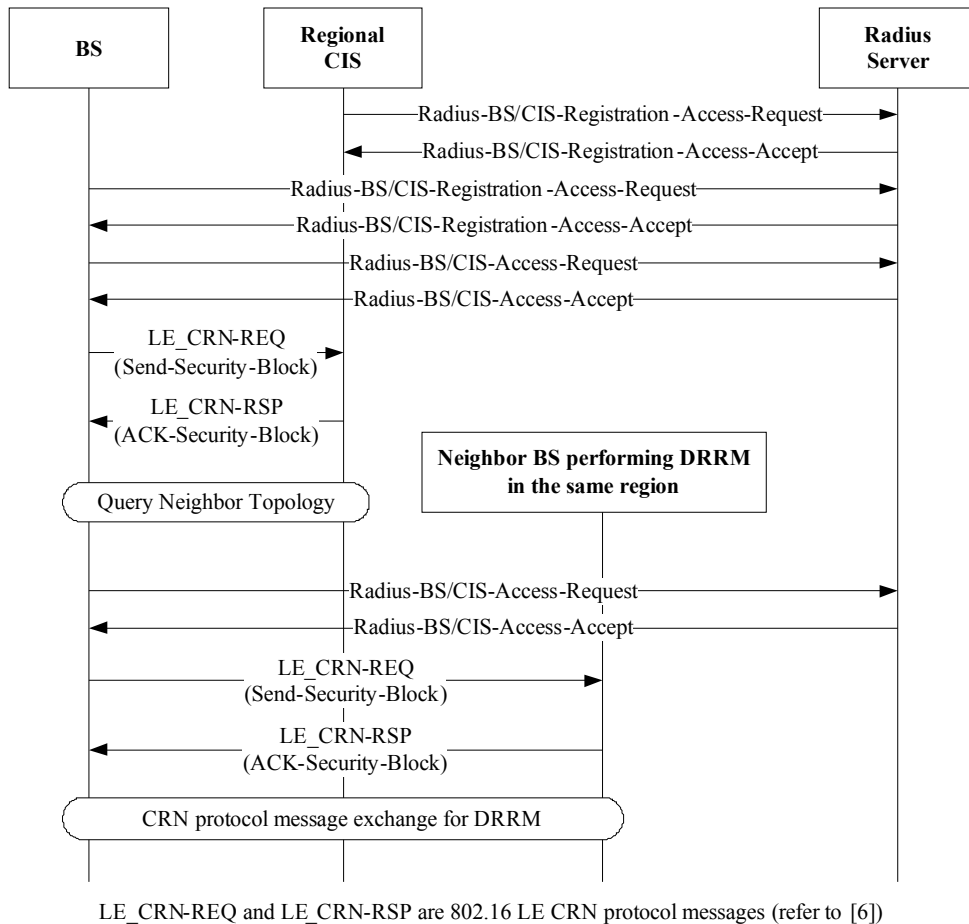 BS
Regional
CIS
Radius
Server
Radius-BS/CIS-Registration -Access-Request
Radius-BS/CIS-Registration -Access-Accept
Radius-BS/CIS-Registration -Access-Request
Radius-BS/CIS-Registration -Access-Accept
Radius-BS/CIS-Access-Request
Radius-BS/CIS-Access-Accept
LE_CRN-REQ
(Send-Security-Block)
LE_CRN-RSP
(ACK-Security-Block)
Neighbor BS performing DRRM
in the same region
Query Neighbor Topology
Radius-BS/CIS-Access-Request
Radius-BS/CIS-Access-Accept
LE_CRN-REQ
(Send-Security-Block)
LE_CRN-RSP
(ACK-Security-Block)
CRN protocol message exchange for DRRM
LE_CRN-REQ and LE_CRN-RSP are 802.16 LE CRN protocol messages (refer to [6])